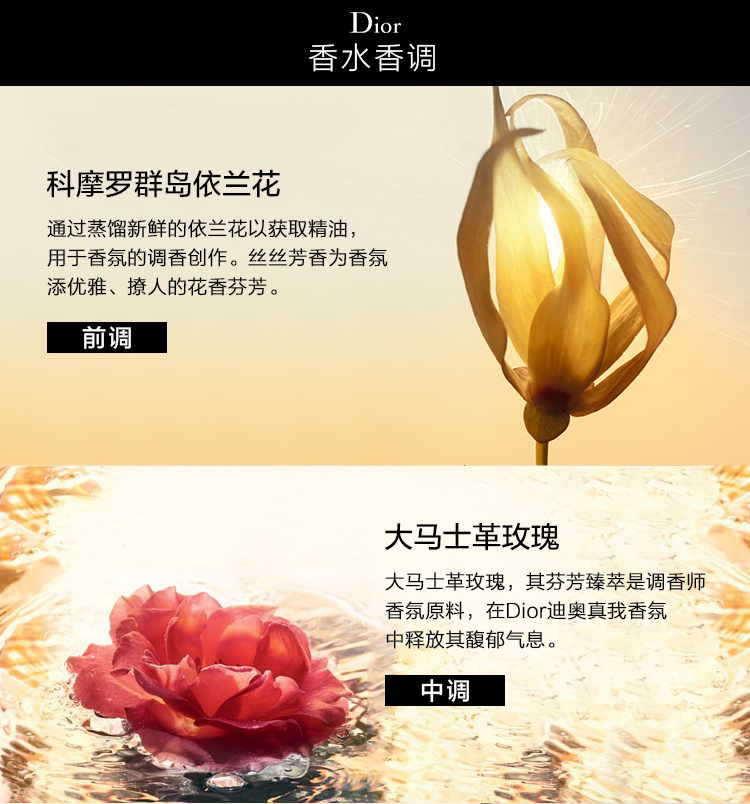 Dior
香水香调
科摩罗群岛依兰花
通过蒸馏新鲜的依兰花以获取精油，
用于香氛的调香创作。丝丝芳香为香氛
添优雅、撩人的花香芬芳。
前调
大马士革玫瑰
大马士革玫瑰，其芬芳臻萃是调香师
香氛原料，在Dior迪奥真我香氛
中释放其馥郁气息。
中调